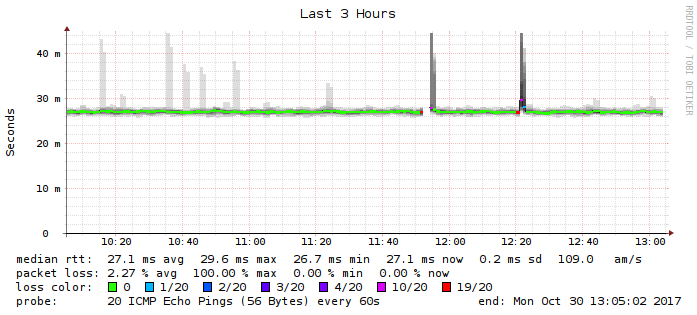 Last 3 Hours
RRDTOOL / TOBI OETIKER
Seconds
40 m
30 m
20 m
10 m
0
10:20 10:40 11:00 11:20 11:40 12:00 12:20 12:40 13:00
median rtt: 27.1 ms avg 29.6 ms max 26.7 ms min 27.1 ms now 0.2 ms sd 109.0 am/s
packet loss: 2.27 % avg 100.00 % max 0.00 % min 0.00 % now
loss color: 0 1/20 2/20 3/20 4/20 10/20 19/20
probe: 20 ICMP Echo Pings (56 Bytes) every 60s end: Mon Oct 30 13:05:02 2017